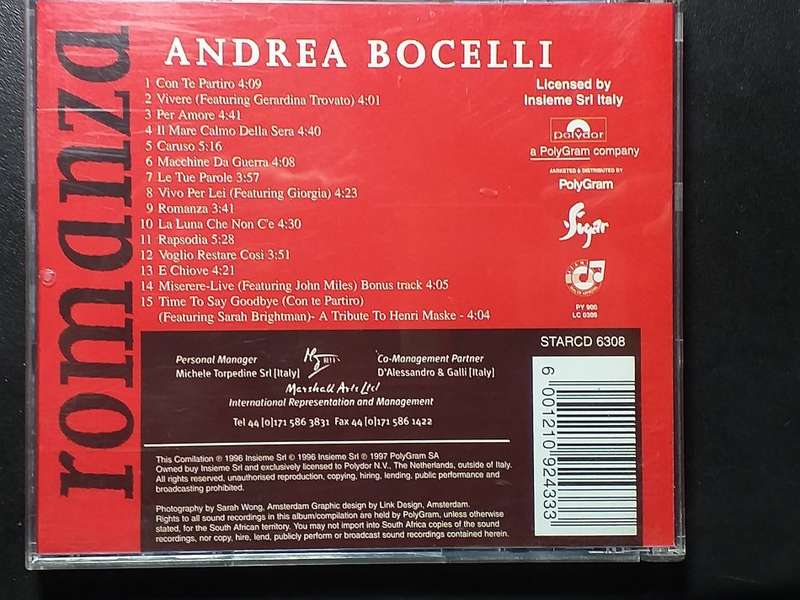 romanza
ANDREA BOCELLI
1 Con Te Partiro 4:09
2 Vivere (Featuring Gerardina Trovato) 4:01
3 Per Amore 4:41
4 Il Mare Calmo Della Sera 4:40
5 Caruso 5:16
6 Macchine Da Guerra 4:08
7 Le Tue Parole 3:57
8 Vivo Per Lei (Featuring Giorgia) 4:23
9 Romanza 3:41
10 La Luna Che Non C'e 4:30
11 Rapsodia 5:28
12 Voglio Restare Così 3:51
13 E Chiove 4:21
14 Miserere-Live (Featuring John Miles) Bonus track 4:05
15 Time To Say Goodbye (Con te Partiro)
(Featuring Sarah Brightman)- A Tribute To Henri Maske - 4:04
Licensed by
Insieme Srl Italy
polydor
a PolyGram company
MARKETED & DISTRIBUTED BY
PolyGram
Sugar
PY 900
LC 0309
STARCD 6308
Personal Manager
Michele Torpedine Srl [Italy]
Co-Management Partner
D'Alessandro & Galli [Italy]
Marshall Arts Ltd
International Representation and Management
Tel 44 [0]171 586 3831 Fax 44 [0]171 586 1422
This Comilation ℗ 1996 Insieme Srl © 1996 Insieme Srl ℗ 1997 PolyGram SA
Owned buy Insieme Srl and exclusively licensed to Polydor N.V., The Netherlands, outside of Italy.
All rights reserved, unauthorised reproduction, copying, hiring, lending, public performance and
broadcasting prohibited.
Photography by Sarah Wong, Amsterdam Graphic design by Link Design, Amsterdam.
Rights to all sound recordings in this album/compilation are held by PolyGram, unless otherwise
stated, for the South African territory. You may not import into South Africa copies of the sound
recordings, nor copy, hire, lend, publicly perform or broadcast sound recordings contained herein.
6 001210 924333